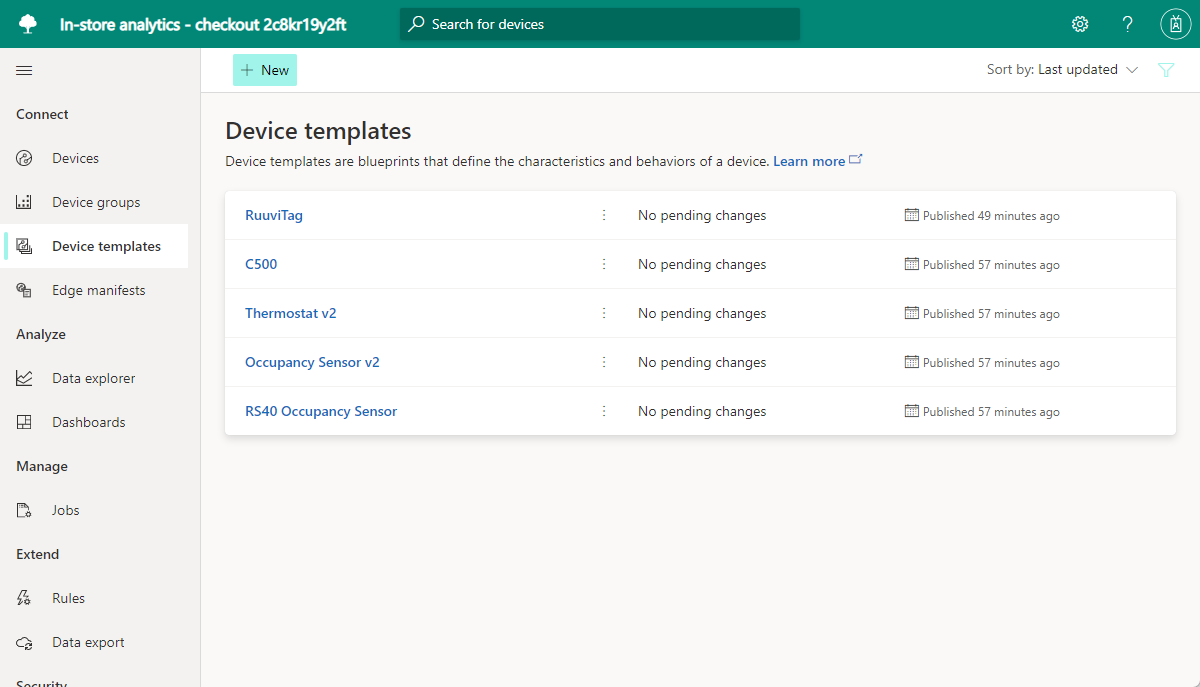 In-store analytics - checkout 2c8kr19y2ft
Search for devices
?
A
New
Sort by: Last updated
Connect
Devices
Device groups
Device templates
Edge manifests
Analyze
Data explorer
Dashboards
Manage
Jobs
Extend
Rules
Data export
Security
Device templates
Device templates are blueprints that define the characteristics and behaviors of a device. Learn more
RuuviTag No pending changes Published 49 minutes ago
C500 No pending changes Published 57 minutes ago
Thermostat v2 No pending changes Published 57 minutes ago
Occupancy Sensor v2 No pending changes Published 57 minutes ago
RS40 Occupancy Sensor No pending changes Published 57 minutes ago